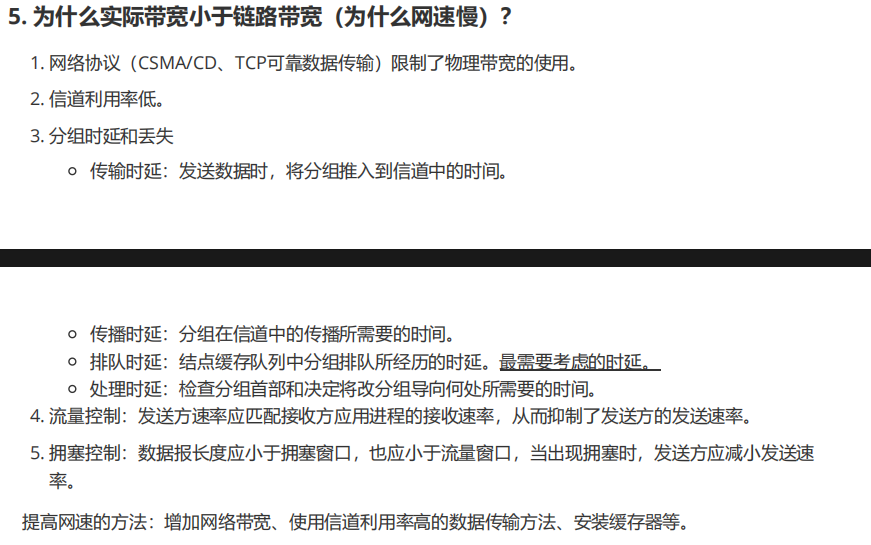 5. 为什么实际带宽小于链路带宽（为什么网速慢）？
1. 网络协议（CSMA/CD、TCP可靠数据传输）限制了物理带宽的使用。
2. 信道利用率低。
3. 分组时延和丢失
传输时延：发送数据时，将分组推入到信道中的时间。
传播时延：分组在信道中的传播所需要的时间。
排队时延：结点缓存队列中分组排队所经历的时延。最需要考虑的时延。
处理时延：检查分组首部和决定将改分组导向何处所需要的时间。
4. 流量控制：发送方速率应匹配接收方应用进程的接收速率，从而抑制了发送方的发送速率。
5. 拥塞控制：数据报长度应小于拥塞窗口，也应小于流量窗口，当出现拥塞时，发送方应减小发送速
率。
提高网速的方法：增加网络带宽、使用信道利用率高的数据传输方法、安装缓存器等。